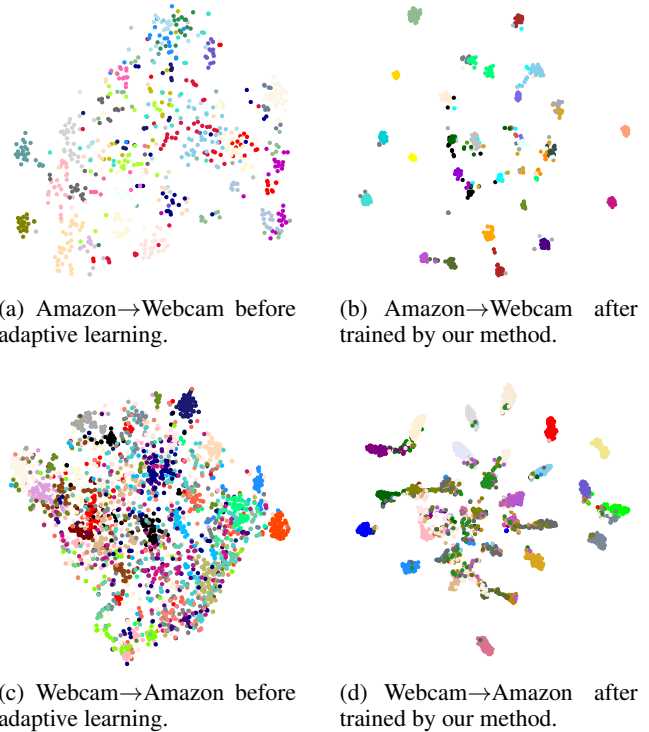 (a) Amazon→Webcam before
adaptive learning.
(b) Amazon→Webcam after
trained by our method.
(c) Webcam→Amazon before
adaptive learning.
(d) Webcam→Amazon after
trained by our method.